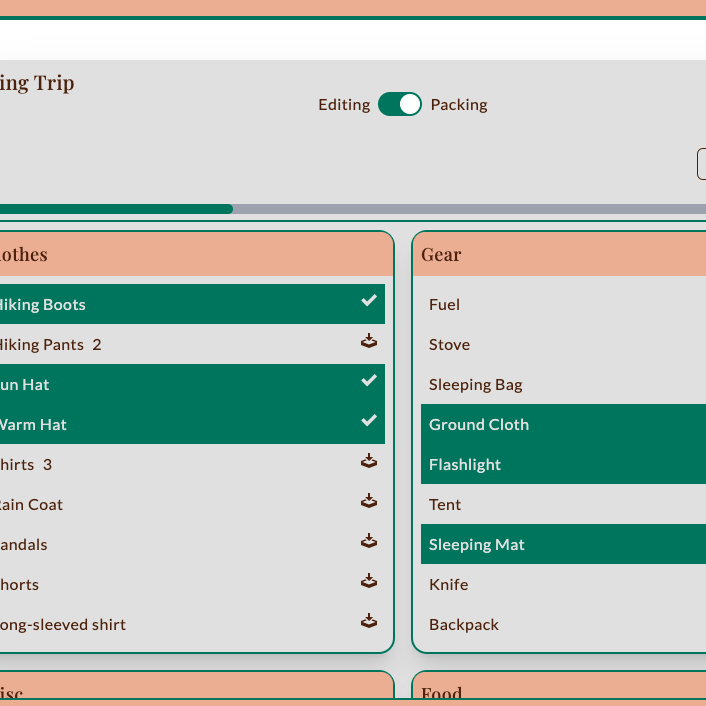 ing Trip
Editing Packing
lothes
Hiking Boots
Hiking Pants 2
un Hat
Warm Hat
hirts 3
ain Coat
andals
horts
ong-sleeved shirt
Gear
Fuel
Stove
Sleeping Bag
Ground Cloth
Flashlight
Tent
Sleeping Mat
Knife
Backpack
isc
Food